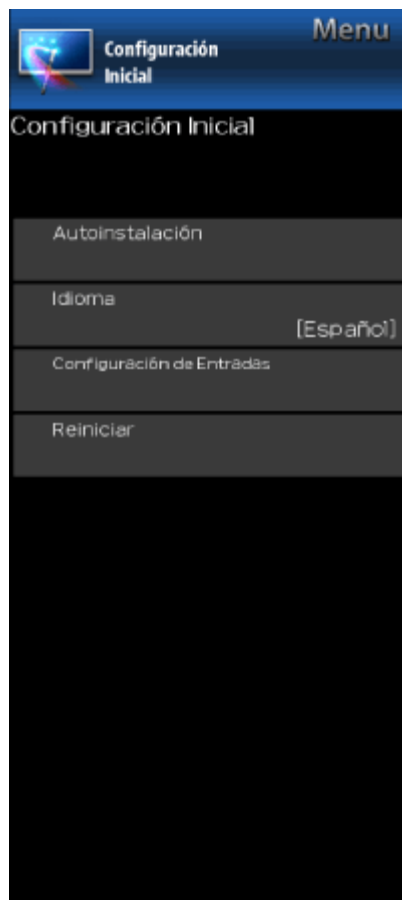 Menu
Configuración
Inicial
Configuración Inicial
Autoinstalación
Idioma
[Español]
Configuración de Entradas
Reiniciar